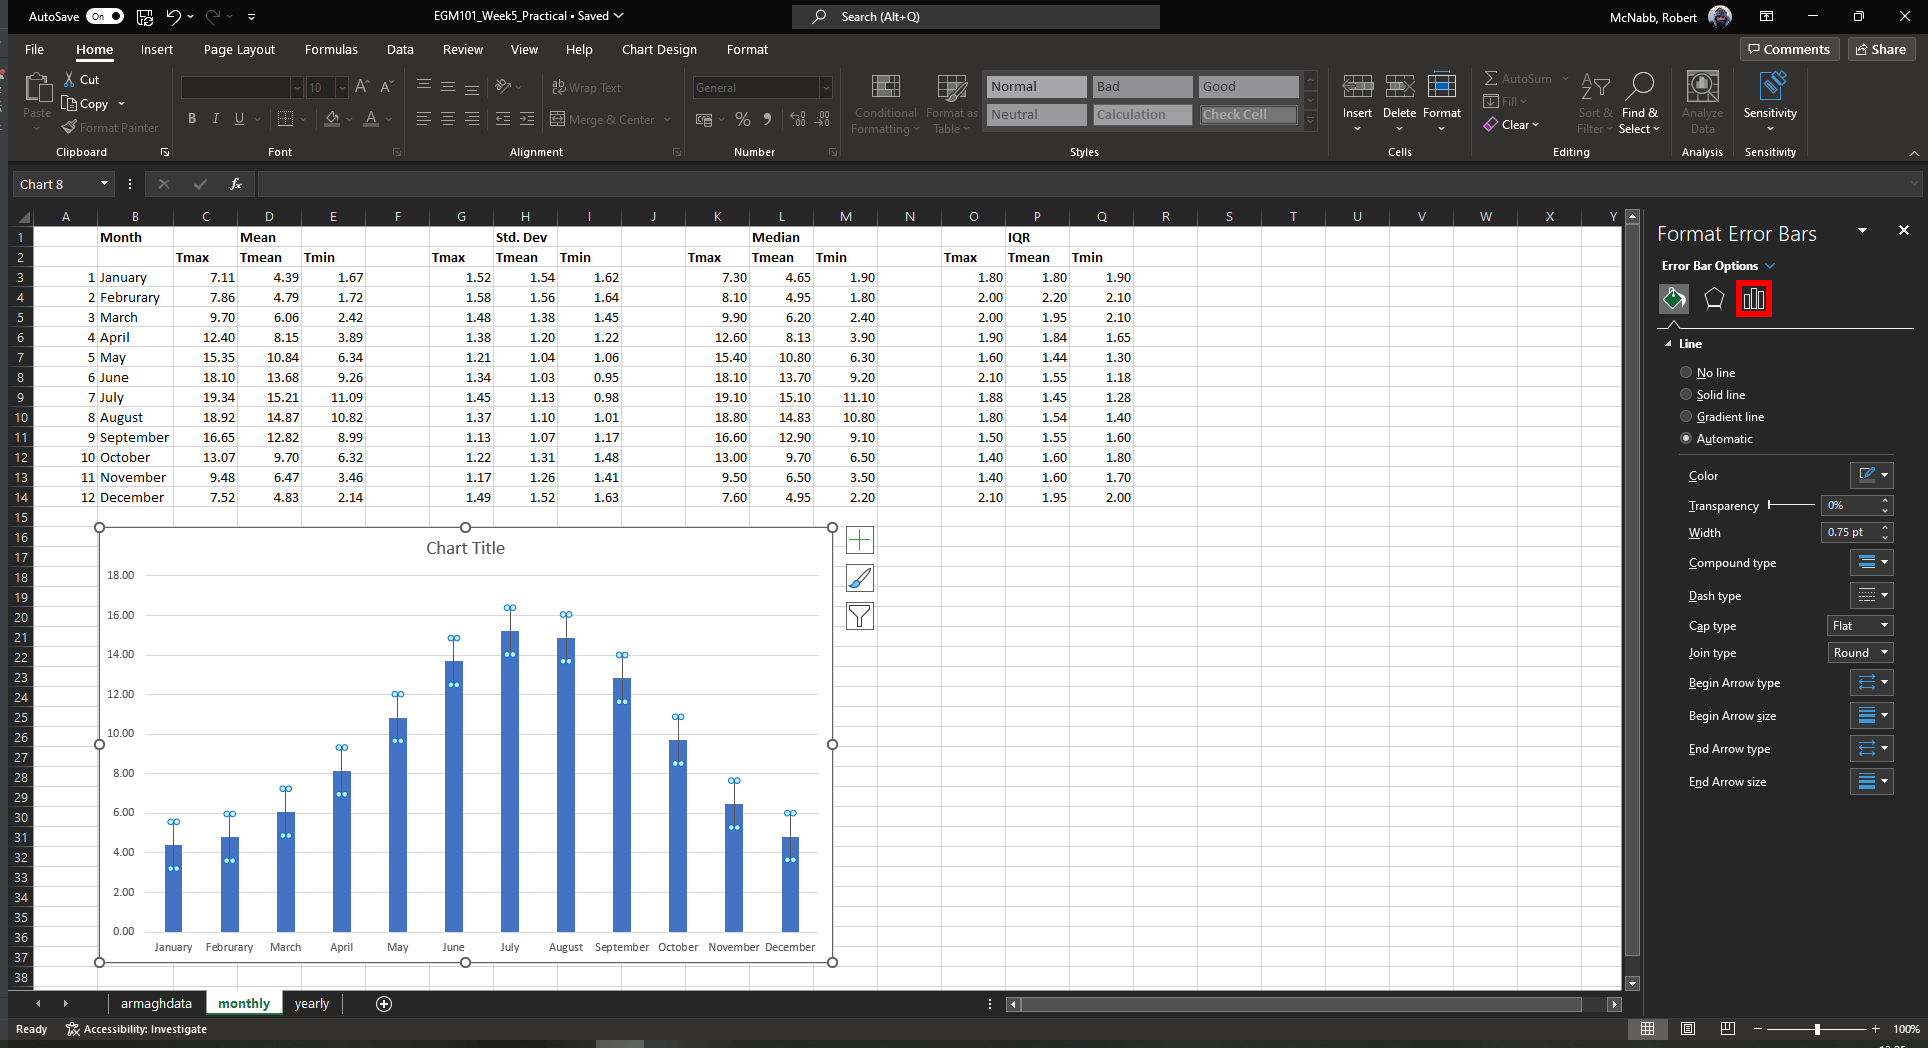 AutoSave On EGM101_Week5_Practical • Saved Search (Alt+Q) McNabb, Robert
File Home Insert Page Layout Formulas Data Review View Help Chart Design Format Comments Share
Paste Cut Copy Format Painter
Clipboard
10 B I U A
Font
Wrap Text Merge & Center
Alignment
General % 9
Number
Conditional Formatting Format as Table Normal Bad Good Neutral Calculation Check Cell
Styles
Insert Delete Format
Cells
AutoSum Fill Clear Sort & Filter Find & Select
Editing
Analyze Data
Analysis
Sensitivity
Sensitivity
Chart 8 fx
A B C D E F G H I J K L M N O P Q R S T U V W X Y
1 Month Mean Std. Dev Median IQR
2 Tmax Tmean Tmin Tmax Tmean Tmin Tmax Tmean Tmin Tmax Tmean Tmin
3 1 January 7.11 4.39 1.67 1.52 1.54 1.62 7.30 4.65 1.90 1.80 1.80 1.90
4 2 Februrary 7.86 4.79 1.72 1.58 1.56 1.64 8.10 4.95 1.80 2.00 2.20 2.10
5 3 March 9.70 6.06 2.42 1.48 1.38 1.45 9.90 6.20 2.40 2.00 1.95 2.10
6 4 April 12.40 8.15 3.89 1.38 1.20 1.22 12.60 8.13 3.90 1.90 1.84 1.65
7 5 May 15.35 10.84 6.34 1.21 1.04 1.06 15.40 10.80 6.30 1.60 1.44 1.30
8 6 June 18.10 13.68 9.26 1.34 1.03 0.95 18.10 13.70 9.20 2.10 1.55 1.18
9 7 July 19.34 15.21 11.09 1.45 1.13 0.98 19.10 15.10 11.10 1.88 1.45 1.28
10 8 August 18.92 14.87 10.82 1.37 1.10 1.01 18.80 14.83 10.80 1.80 1.54 1.40
11 9 September 16.65 12.82 8.99 1.13 1.07 1.17 16.60 12.90 9.10 1.50 1.55 1.60
12 10 October 13.07 9.70 6.32 1.22 1.31 1.48 13.00 9.70 6.50 1.40 1.60 1.80
13 11 November 9.48 6.47 3.46 1.17 1.26 1.41 9.50 6.50 3.50 1.40 1.60 1.70
14 12 December 7.52 4.83 2.14 1.49 1.52 1.63 7.60 4.95 2.20 2.10 1.95 2.00
15
16
17
18
19
20
21
22
23
24
25
26
27
28
29
30
31
32
33
34
35
36
37
38
Chart Title
18.00
16.00
14.00
12.00
10.00
8.00
6.00
4.00
2.00
0.00
January Februrary March April May June July August September October November December
Format Error Bars
Error Bar Options
Line
No line
Solid line
Gradient line
Automatic
Color
Transparency 0%
Width 0.75 pt
Compound type
Dash type
Cap type Flat
Join type Round
Begin Arrow type
Begin Arrow size
End Arrow type
End Arrow size
armaghdata monthly yearly
Ready Accessibility: Investigate 100%